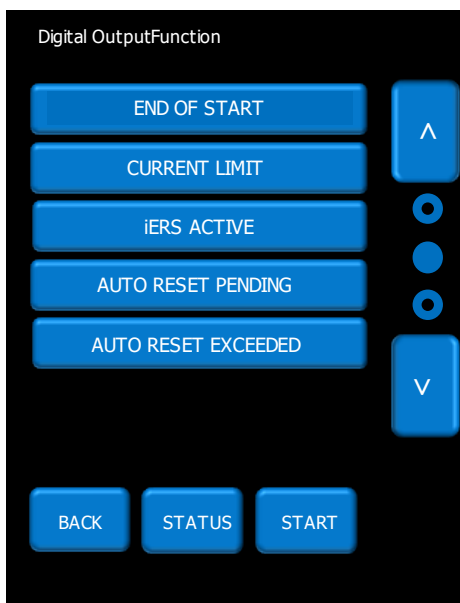 Digital OutputFunction
END OF START
CURRENT LIMIT
iERS ACTIVE
AUTO RESET PENDING
AUTO RESET EXCEEDED
BACK
STATUS
START